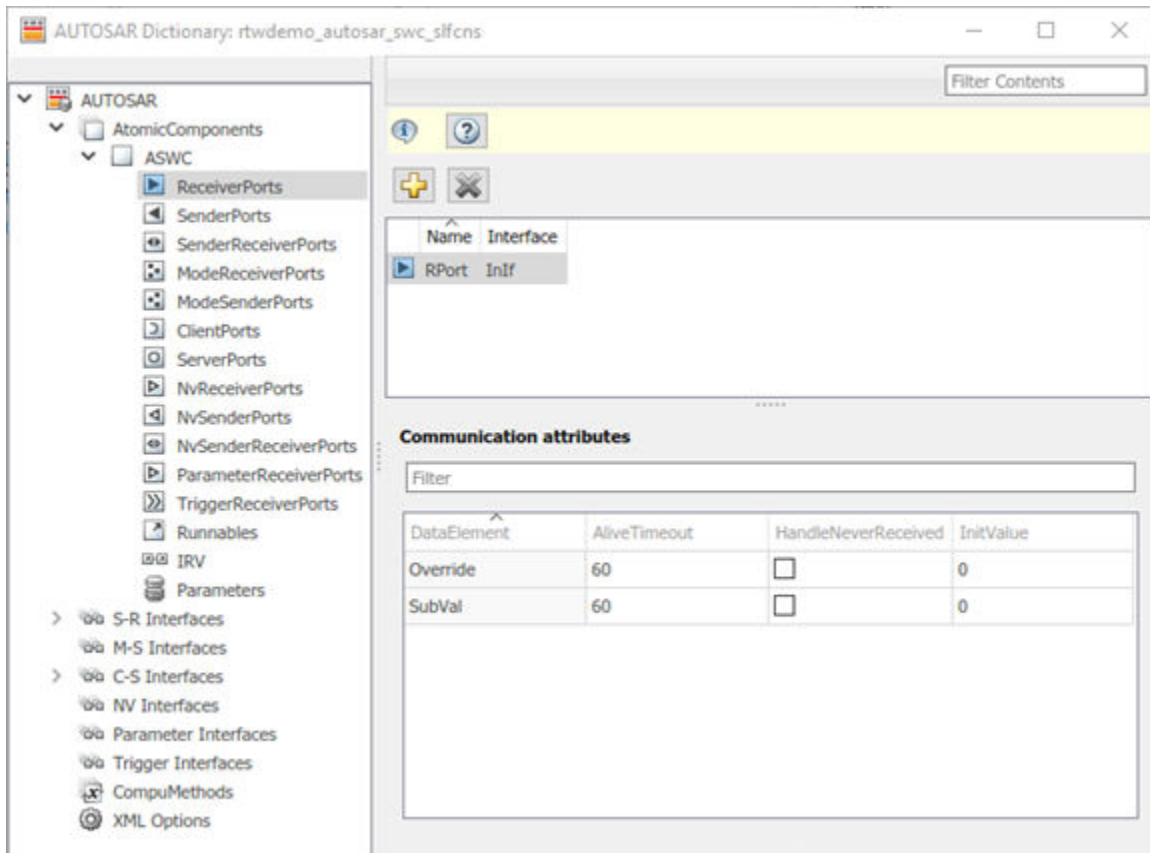 AUTOSAR Dictionary: rtwdemo_autosar_swc_slfcns
Filter Contents
AUTOSAR
AtomicComponents
ASWC
ReceiverPorts
SenderPorts
SenderReceiverPorts
ModeReceiverPorts
ModeSenderPorts
ClientPorts
ServerPorts
NvReceiverPorts
NvSenderPorts
NvSenderReceiverPorts
ParameterReceiverPorts
TriggerReceiverPorts
Runnables
IRV
Parameters
S-R Interfaces
M-S Interfaces
C-S Interfaces
NV Interfaces
Parameter Interfaces
Trigger Interfaces
CompuMethods
XML Options
Name Interface
RPort InIf
Communication attributes
Filter
DataElement AliveTimeout HandleNeverReceived InitValue
Override 60 0
SubVal 60 0